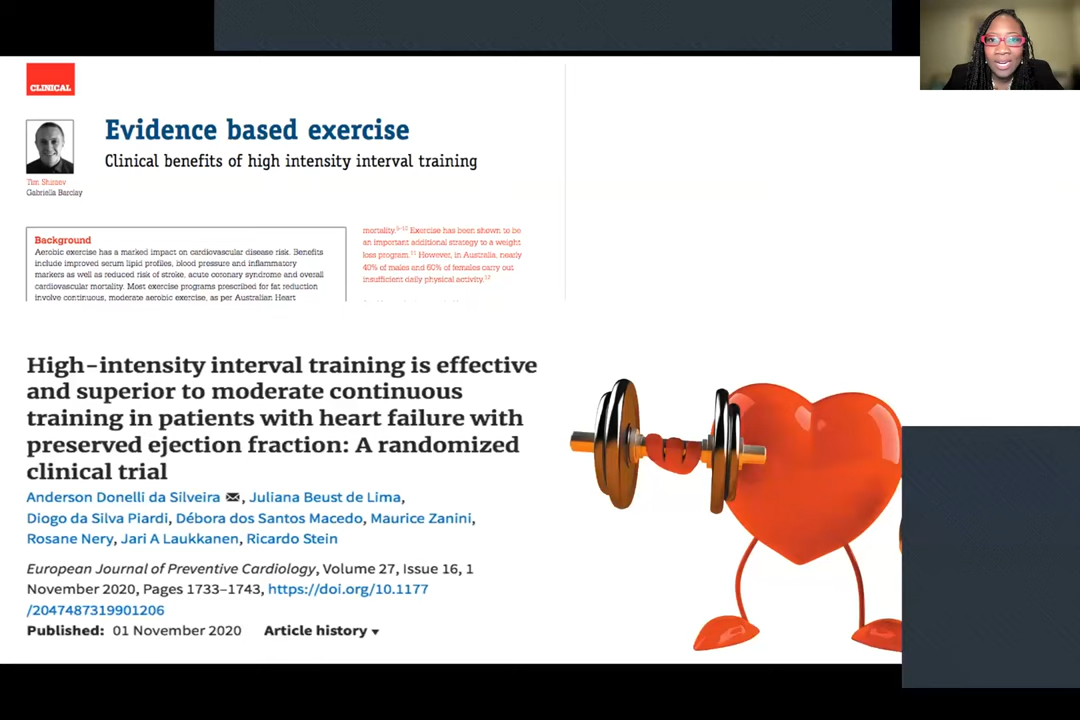 CLINICAL
Evidence based exercise
Clinical benefits of high intensity interval training
Gabriella Barclay
Background
Aerobic exercise has a marked impact on cardiovascular disease risk. Benefits
include improved serum lipid profiles, blood pressure and inflammatory
markers as well as reduced risk of stroke, acute coronary syndrome and overall
cardiovascular mortality. Most exercise programs prescribed for fat reduction
involve continuous, moderate aerobic exercise, as per Australian Heart
mortality.⁵⁻¹⁰ Exercise has been shown to be
an important additional strategy to a weight
loss program.¹¹ However, in Australia, nearly
40% of males and 60% of females carry out
insufficient daily physical activity.¹²
High-intensity interval training is effective
and superior to moderate continuous
training in patients with heart failure with
preserved ejection fraction: A randomized
clinical trial
Anderson Donelli da Silveira ✉, Juliana Beust de Lima,
Diogo da Silva Piardi, Débora dos Santos Macedo, Maurice Zanini,
Rosane Nery, Jari A Laukkanen, Ricardo Stein
European Journal of Preventive Cardiology, Volume 27, Issue 16, 1
November 2020, Pages 1733–1743, https://doi.org/10.1177
/2047487319901206
Published: 01 November 2020 Article history ▾